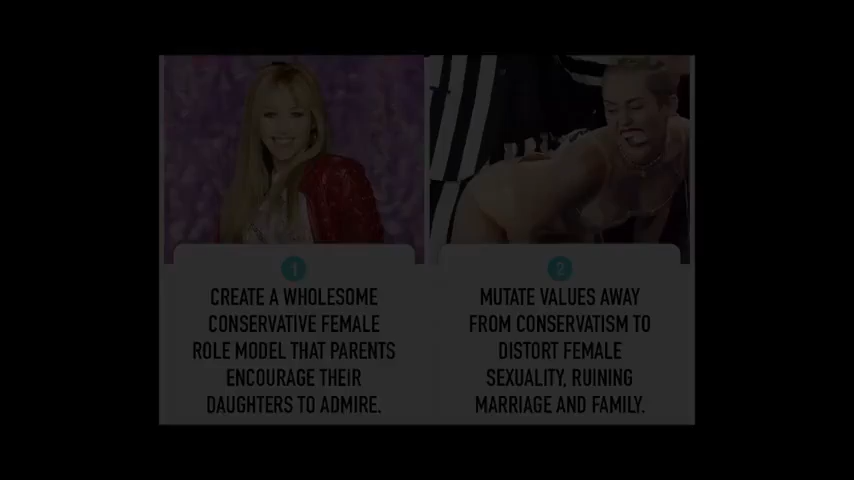 1
CREATE A WHOLESOME
CONSERVATIVE FEMALE
ROLE MODEL THAT PARENTS
ENCOURAGE THEIR
DAUGHTERS TO ADMIRE.
2
MUTATE VALUES AWAY
FROM CONSERVATISM TO
DISTORT FEMALE
SEXUALITY, RUINING
MARRIAGE AND FAMILY.